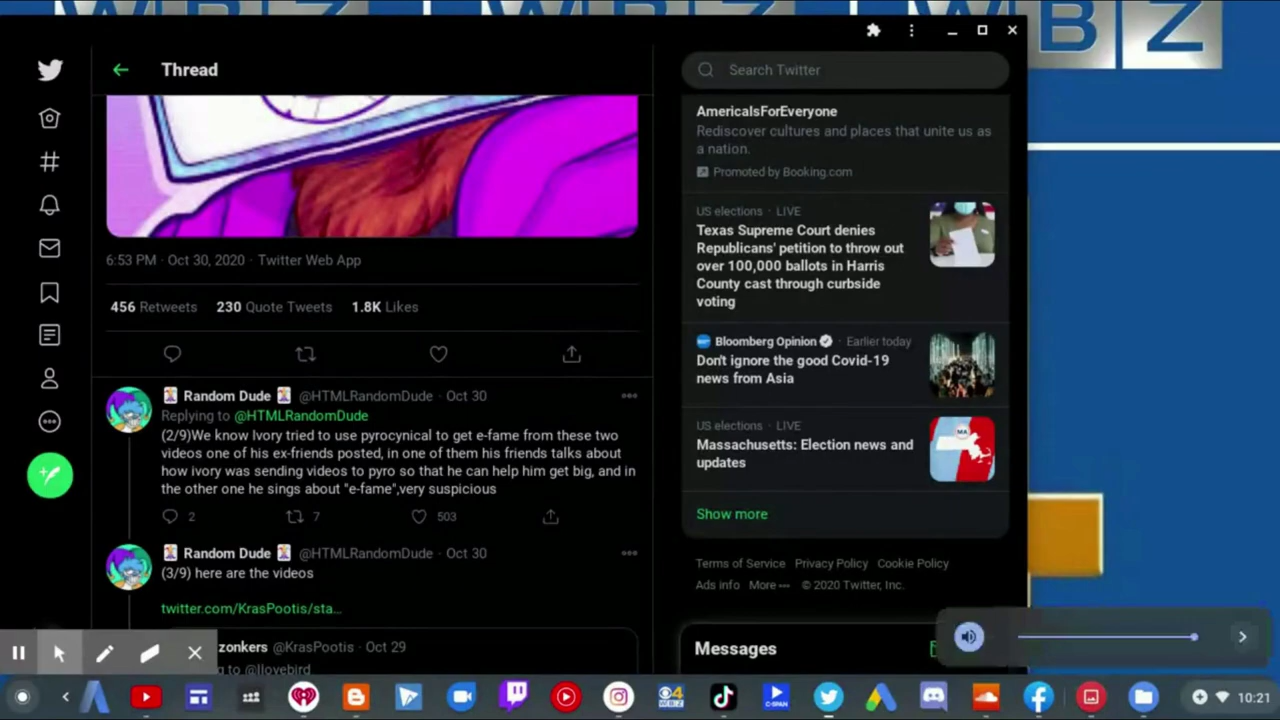 WBZ
Thread
Search Twitter
AmericaIsForEveryone
Rediscover cultures and places that unite us as
a nation.
Promoted by Booking.com
US elections · LIVE
Texas Supreme Court denies
Republicans' petition to throw out
over 100,000 ballots in Harris
County cast through curbside
voting
Bloomberg Opinion · Earlier today
Don't ignore the good Covid-19
news from Asia
US elections · LIVE
Massachusetts: Election news and
updates
MA
Show more
Terms of Service Privacy Policy Cookie Policy
Ads info More ··· © 2020 Twitter, Inc.
Messages
6:53 PM · Oct 30, 2020 · Twitter Web App
456 Retweets 230 Quote Tweets 1.8K Likes
Random Dude @HTMLRandomDude · Oct 30
Replying to @HTMLRandomDude
(2/9)We know Ivory tried to use pyrocynical to get e-fame from these two
videos one of his ex-friends posted, in one of them his friends talks about
how ivory was sending videos to pyro so that he can help him get big, and in
the other one he sings about "e-fame",very suspicious
2 7 503
Random Dude @HTMLRandomDude · Oct 30
(3/9) here are the videos
twitter.com/KrasPootis/sta...
zonkers @KrasPootis · Oct 29
g to @llovebird
4
WBZ
C-SPAN
10:21